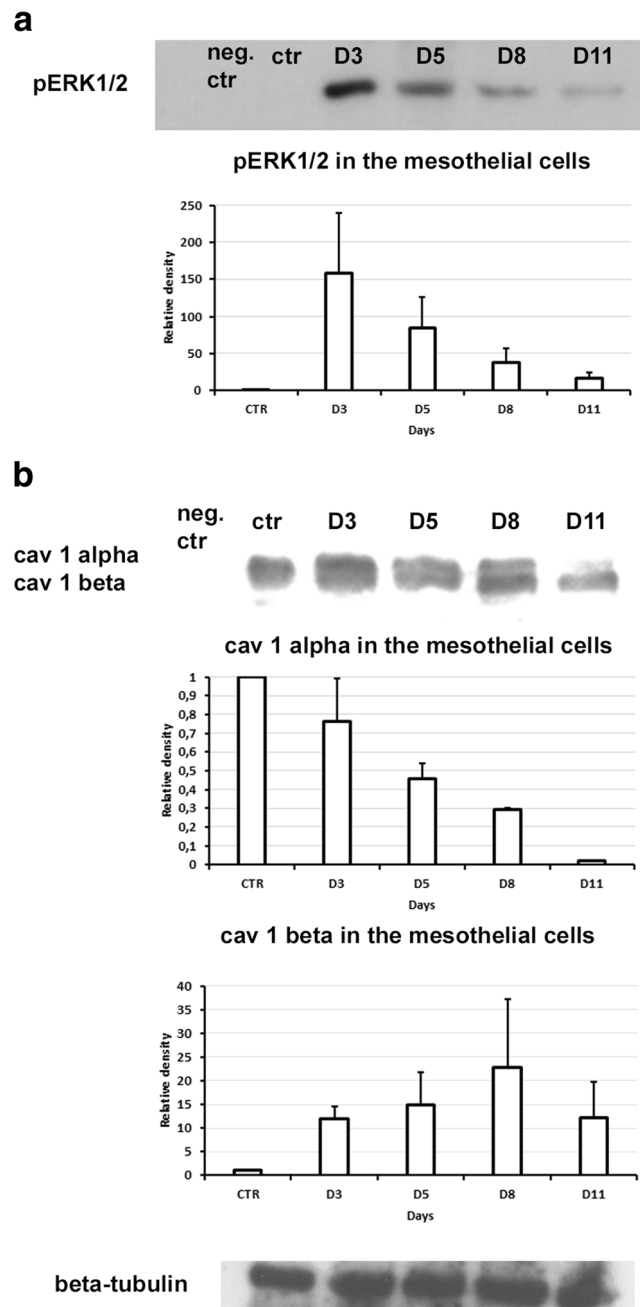 a
neg. ctr D3 D5 D8 D11
ctr
pERK1/2
pERK1/2 in the mesothelial cells
250
200
150
100
50
0
Relative density
CTR D3 D5 D8 D11
Days
b
neg. ctr D3 D5 D8 D11
ctr
cav 1 alpha
cav 1 beta
cav 1 alpha in the mesothelial cells
1
0,9
0,8
0,7
0,6
0,5
0,4
0,3
0,2
0,1
0
Relative density
CTR D3 D5 D8 D11
Days
cav 1 beta in the mesothelial cells
40
35
30
25
20
15
10
5
0
Relative density
CTR D3 D5 D8 D11
Days
beta-tubulin